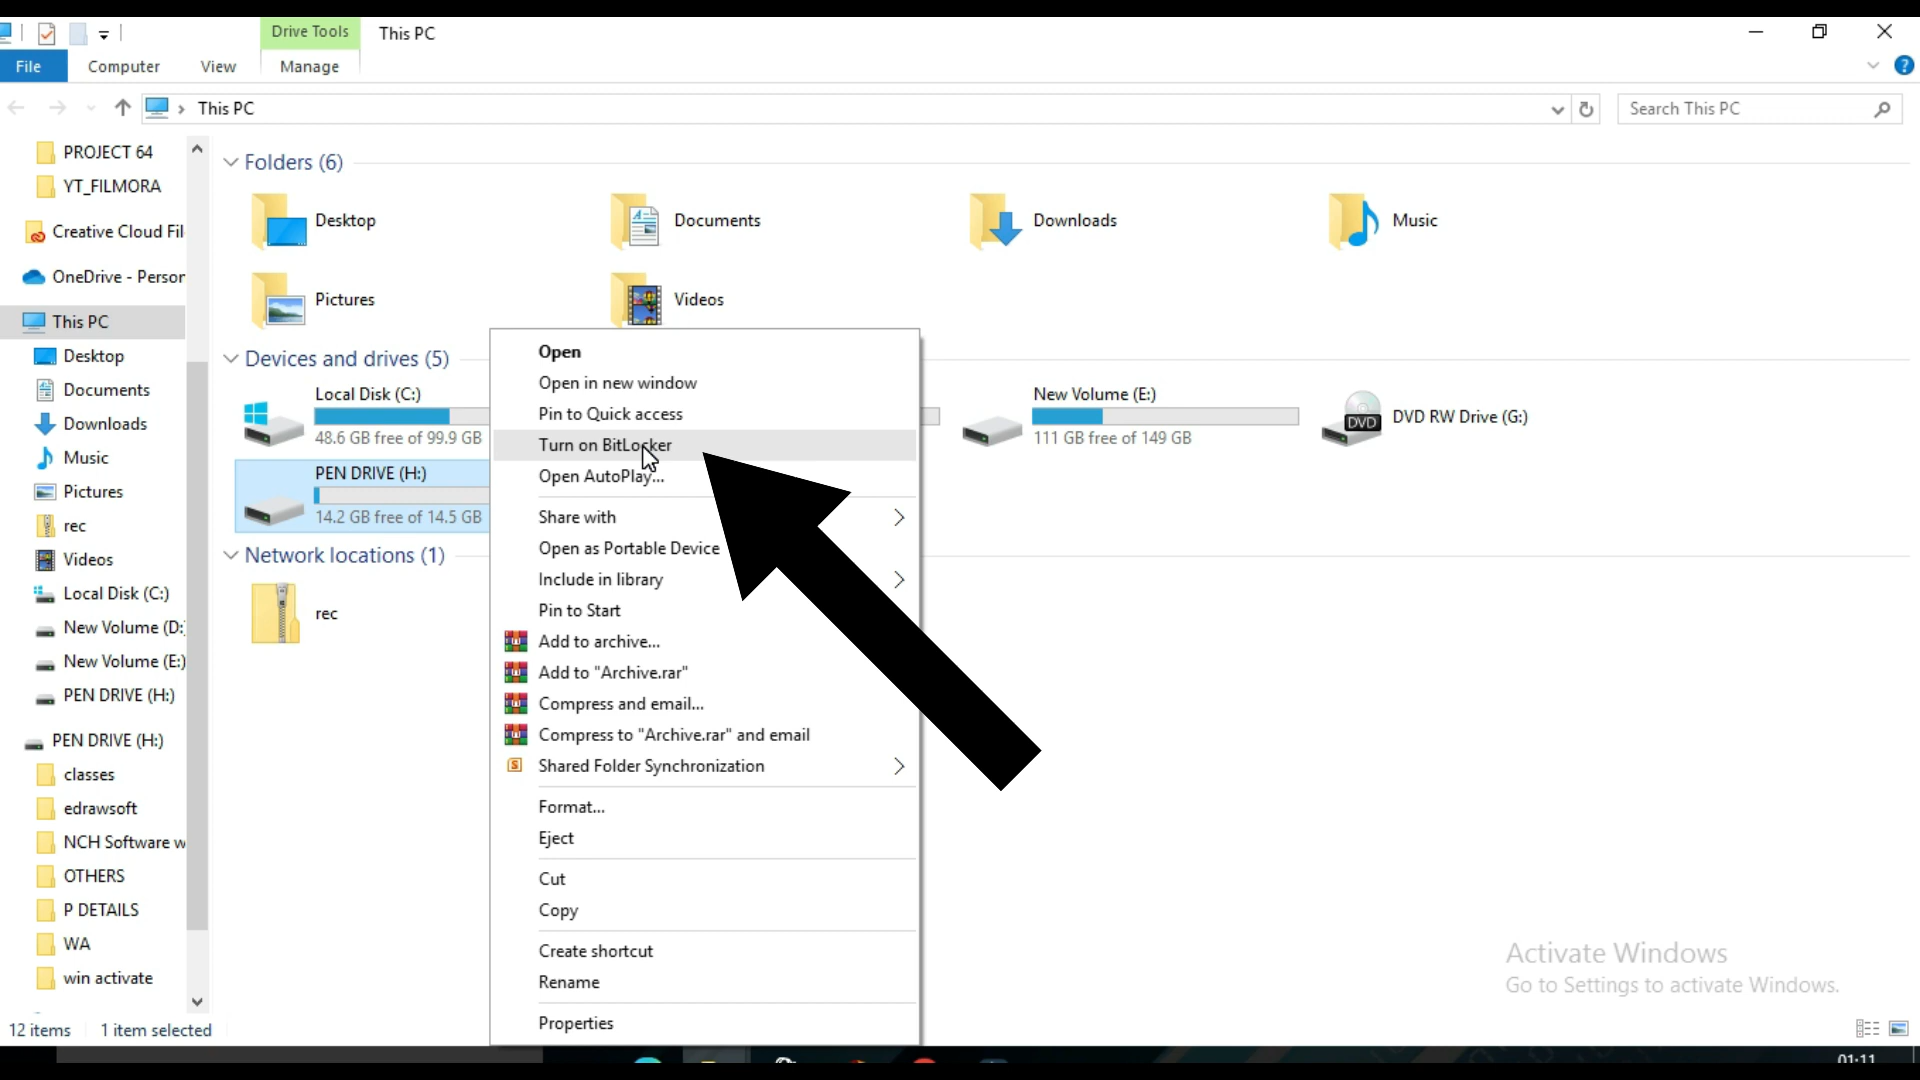 Drive Tools
This PC
File
Computer
View
Manage
This PC
Search This PC
PROJECT 64
YT_FILMORA
Creative Cloud Fil
OneDrive - Person
This PC
Desktop
Documents
Downloads
Music
Pictures
rec
Videos
Local Disk (C:)
New Volume (D:)
New Volume (E:)
PEN DRIVE (H:)
PEN DRIVE (H:)
classes
edrawsoft
NCH Software w
OTHERS
P DETAILS
WA
win activate
Folders (6)
Desktop
Documents
Downloads
Music
Pictures
Videos
Devices and drives (5)
Local Disk (C:)
48.6 GB free of 99.9 GB
New Volume (E:)
111 GB free of 149 GB
DVD
DVD RW Drive (G:)
PEN DRIVE (H:)
14.2 GB free of 14.5 GB
Network locations (1)
rec
Open
Open in new window
Pin to Quick access
Turn on BitLocker
Open AutoPlay...
Share with
Open as Portable Device
Include in library
Pin to Start
Add to archive...
Add to "Archive.rar"
Compress and email...
Compress to "Archive.rar" and email
Shared Folder Synchronization
Format...
Eject
Cut
Copy
Create shortcut
Rename
Properties
Activate Windows
Go to Settings to activate Windows.
12 items
1 item selected
01:11